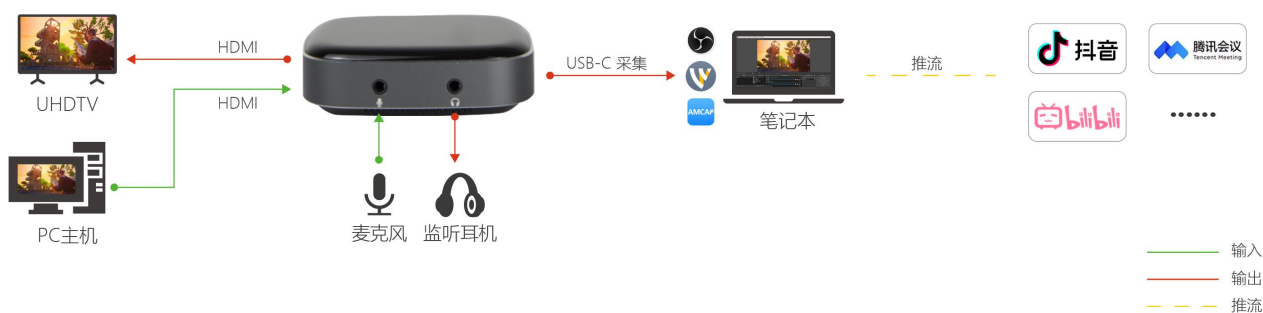 HDMI
UHDTV
HDMI
PC主机
麦克风
监听耳机
USB-C 采集
AMCAP
笔记本
推流
抖音
腾讯会议
Tencent Meeting
bilibili
......
输入
输出
推流